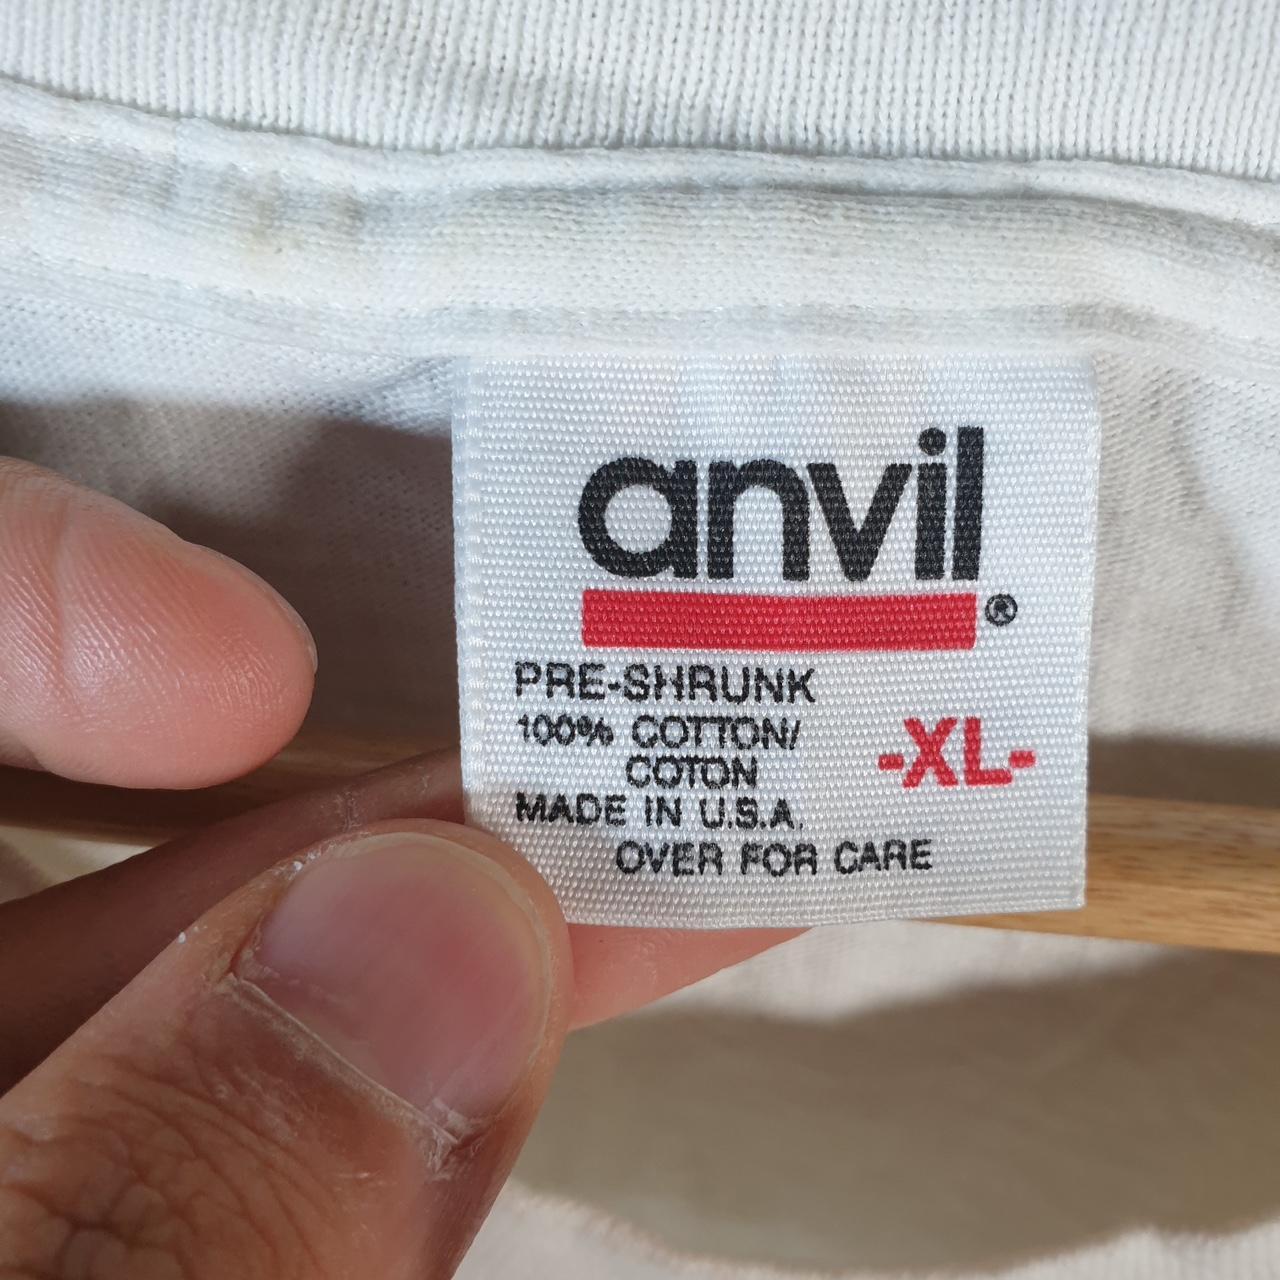 anvil
®
PRE-SHRUNK
100% COTTON/
COTON
-XL-
MADE IN U.S.A.
OVER FOR CARE